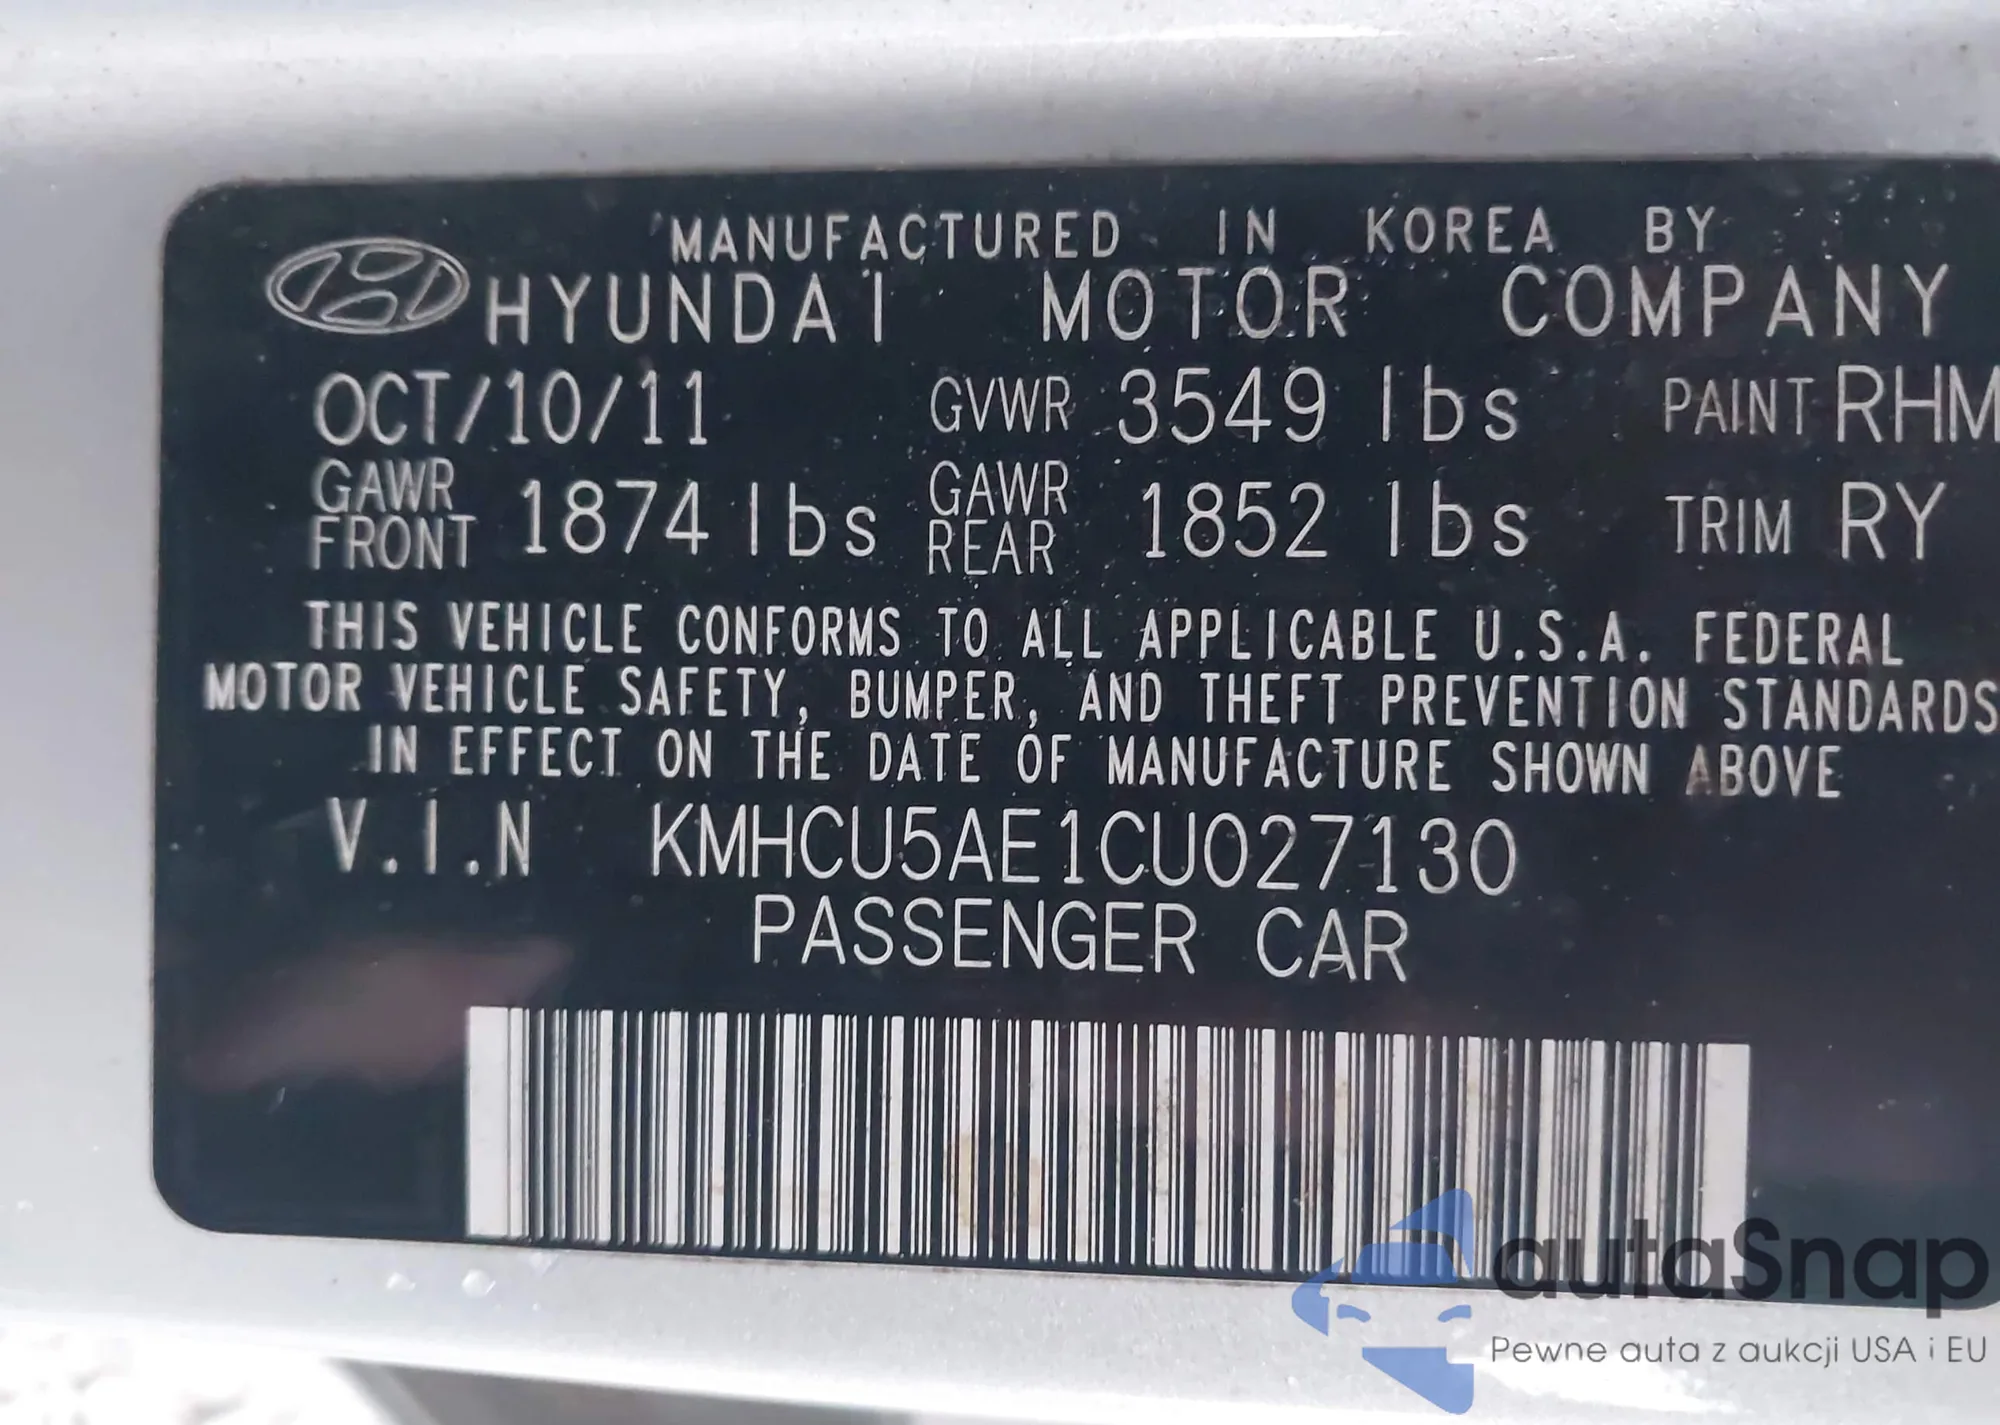 MANUFACTURED IN KOREA BY
HYUNDAI MOTOR COMPANY
OCT/10/11 GVWR 3549 lbs PAINT RHM
GAWR FRONT 1874 lbs GAWR REAR 1852 lbs TRIM RY
THIS VEHICLE CONFORMS TO ALL APPLICABLE U.S.A. FEDERAL
MOTOR VEHICLE SAFETY, BUMPER, AND THEFT PREVENTION STANDARDS
IN EFFECT ON THE DATE OF MANUFACTURE SHOWN ABOVE
V.I.N KMHCU5AE1CU027130
PASSENGER CAR
autaSnap
Pewne auta z aukcji USA i EU